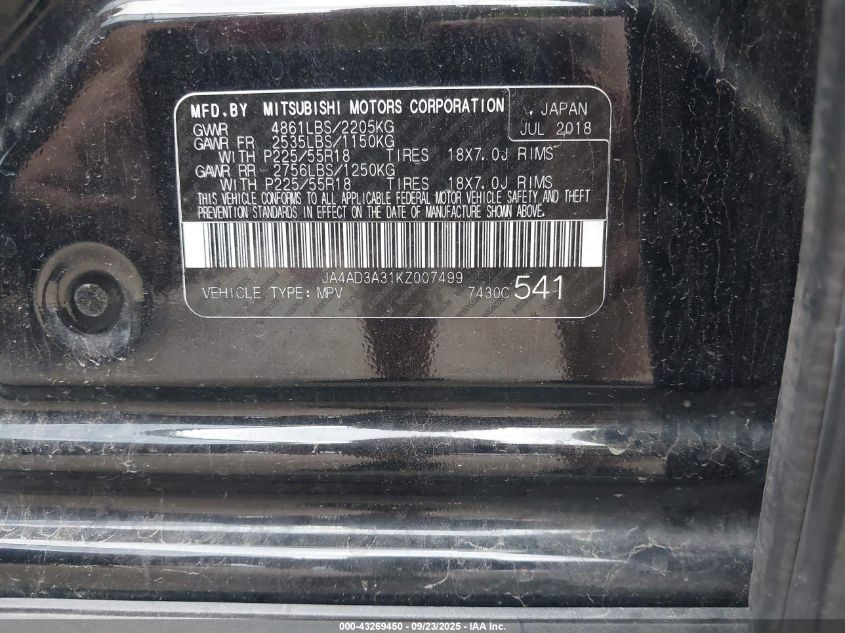 MFD.BY MITSUBISHI MOTORS CORPORATION
, JAPAN
JUL 2018
GVWR 4861LBS/2205KG
GAWR FR 2535LBS/1150KG
WITH P225/55R18 TIRES 18X7.0J RIMS
GAWR RR 2756LBS/1250KG
WITH P225/55R18 TIRES 18X7.0J RIMS
THIS VEHICLE CONFORMS TO ALL APPLICABLE FEDERAL MOTOR VEHICLE SAFETY AND THEFT
PREVENTION STANDARDS IN EFFECT ON THE DATE OF MANUFACTURE SHOWN ABOVE.
JA4AD3A31KZ007499
VEHICLE TYPE: MPV 7430C 541
000-43269450 - 09/23/2025 - IAA Inc.